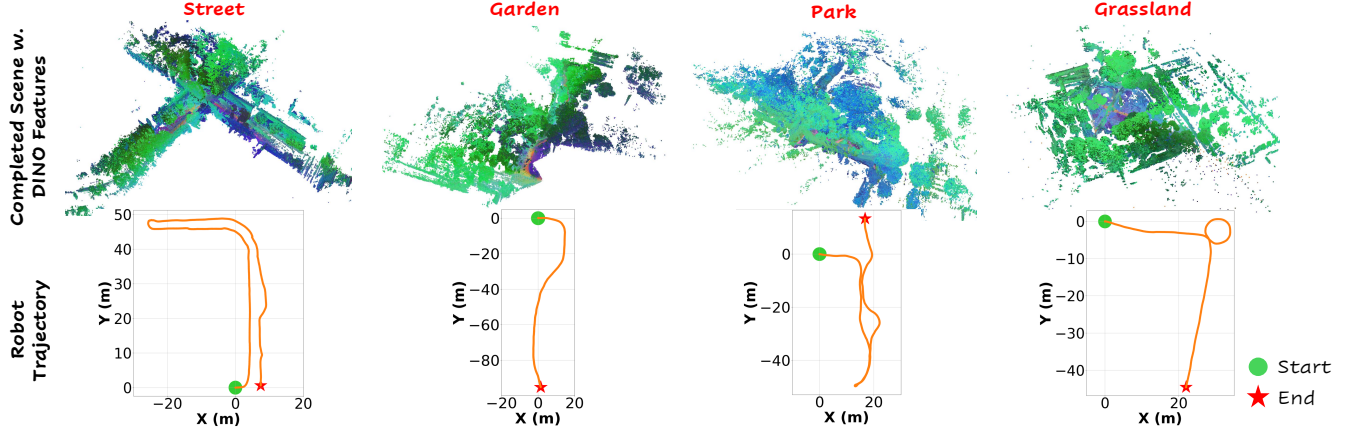 Street
Garden
Park
Grassland
Completed Scene w.
DINO Features
Robot
Trajectory
50
40
30
20
10
0
Y (m)
−20
0
20
X (m)
0
−20
−40
−60
−80
Y (m)
0
20
X (m)
0
−20
−40
Y (m)
0
20
X (m)
0
−10
−20
−30
−40
Y (m)
0
20
X (m)
Start
End